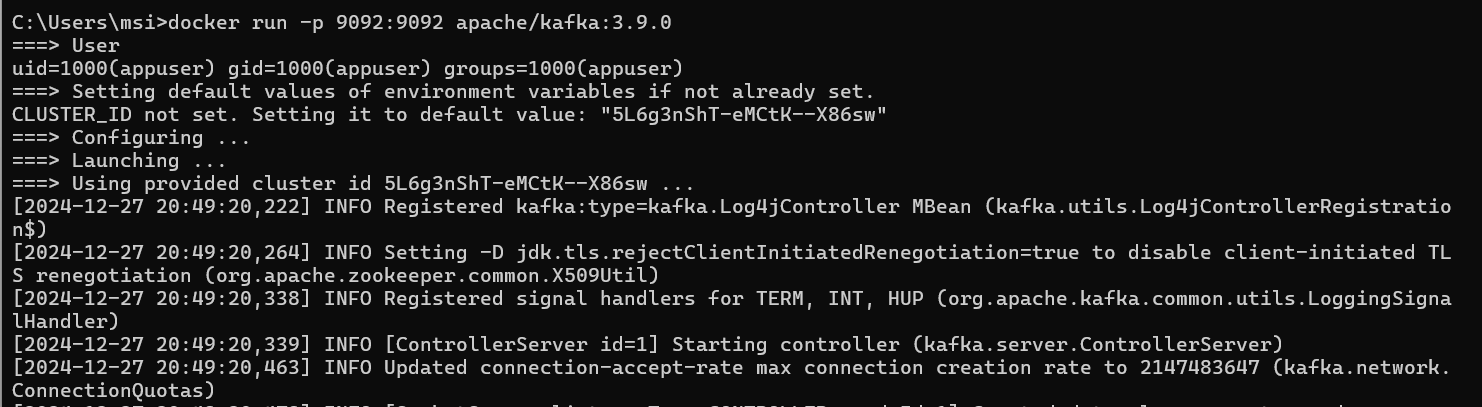 C:\Users\msi>docker run -p 9092:9092 apache/kafka:3.9.0
===> User
uid=1000(appuser) gid=1000(appuser) groups=1000(appuser)
===> Setting default values of environment variables if not already set.
CLUSTER_ID not set. Setting it to default value: "5L6g3nShT-eMCtK--X86sw"
===> Configuring ...
===> Launching ...
===> Using provided cluster id 5L6g3nShT-eMCtK--X86sw ...
[2024-12-27 20:49:20,222] INFO Registered kafka:type=kafka.Log4jController MBean (kafka.utils.Log4jControllerRegistratio
n$)
[2024-12-27 20:49:20,264] INFO Setting -D jdk.tls.rejectClientInitiatedRenegotiation=true to disable client-initiated TL
S renegotiation (org.apache.zookeeper.common.X509Util)
[2024-12-27 20:49:20,338] INFO Registered signal handlers for TERM, INT, HUP (org.apache.kafka.common.utils.LoggingSigna
lHandler)
[2024-12-27 20:49:20,339] INFO [ControllerServer id=1] Starting controller (kafka.server.ControllerServer)
[2024-12-27 20:49:20,463] INFO Updated connection-accept-rate max connection creation rate to 2147483647 (kafka.network.
ConnectionQuotas)